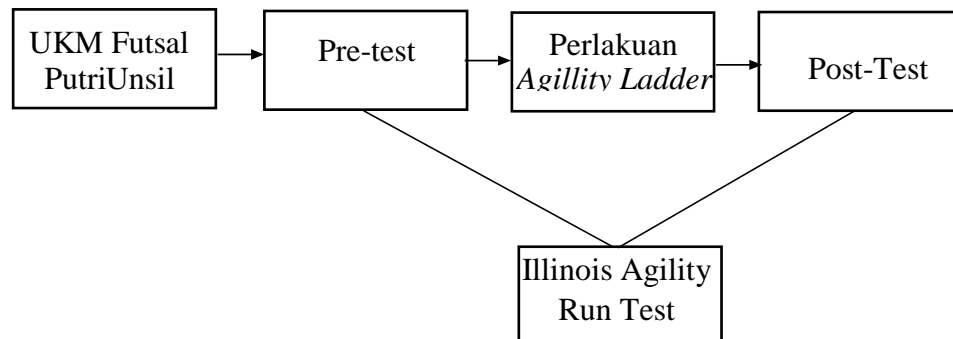 UKM Futsal
PutriUnsil
Pre-test
Perlakuan
Agillity Ladder
Post-Test
Illinois Agility
Run Test